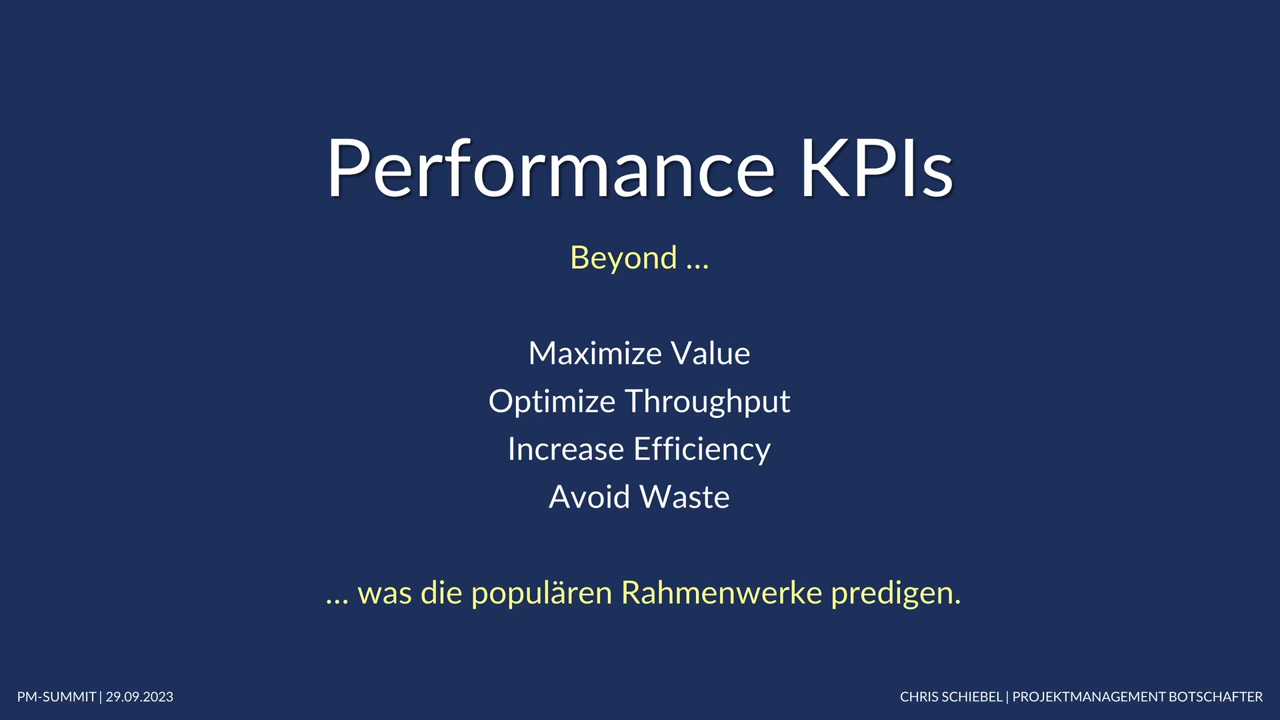 Performance KPIs
Beyond ...
Maximize Value
Optimize Throughput
Increase Efficiency
Avoid Waste
... was die populären Rahmenwerke predigen.
PM-SUMMIT | 29.09.2023
CHRIS SCHIEBEL | PROJEKTMANAGEMENT BOTSCHAFTER